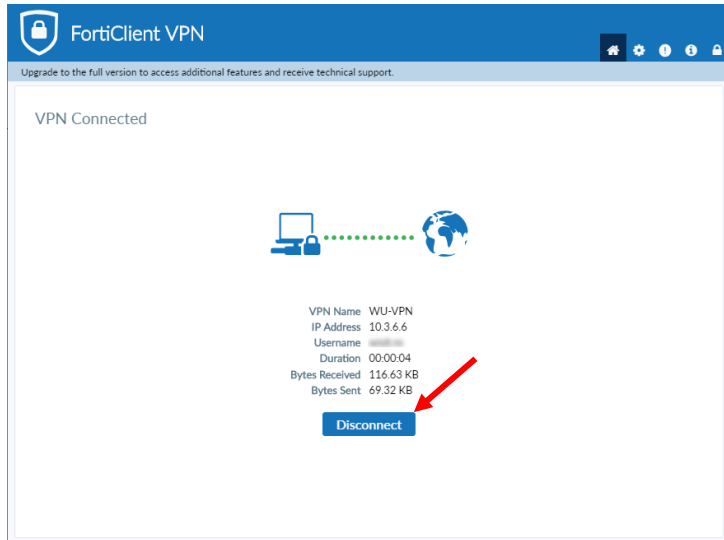 FortiClient VPN
Upgrade to the full version to access additional features and receive technical support.
VPN Connected
VPN Name WU-VPN
IP Address 10.3.6.6
Username
Duration 00:00:04
Bytes Received 116.63 KB
Bytes Sent 69.32 KB
Disconnect